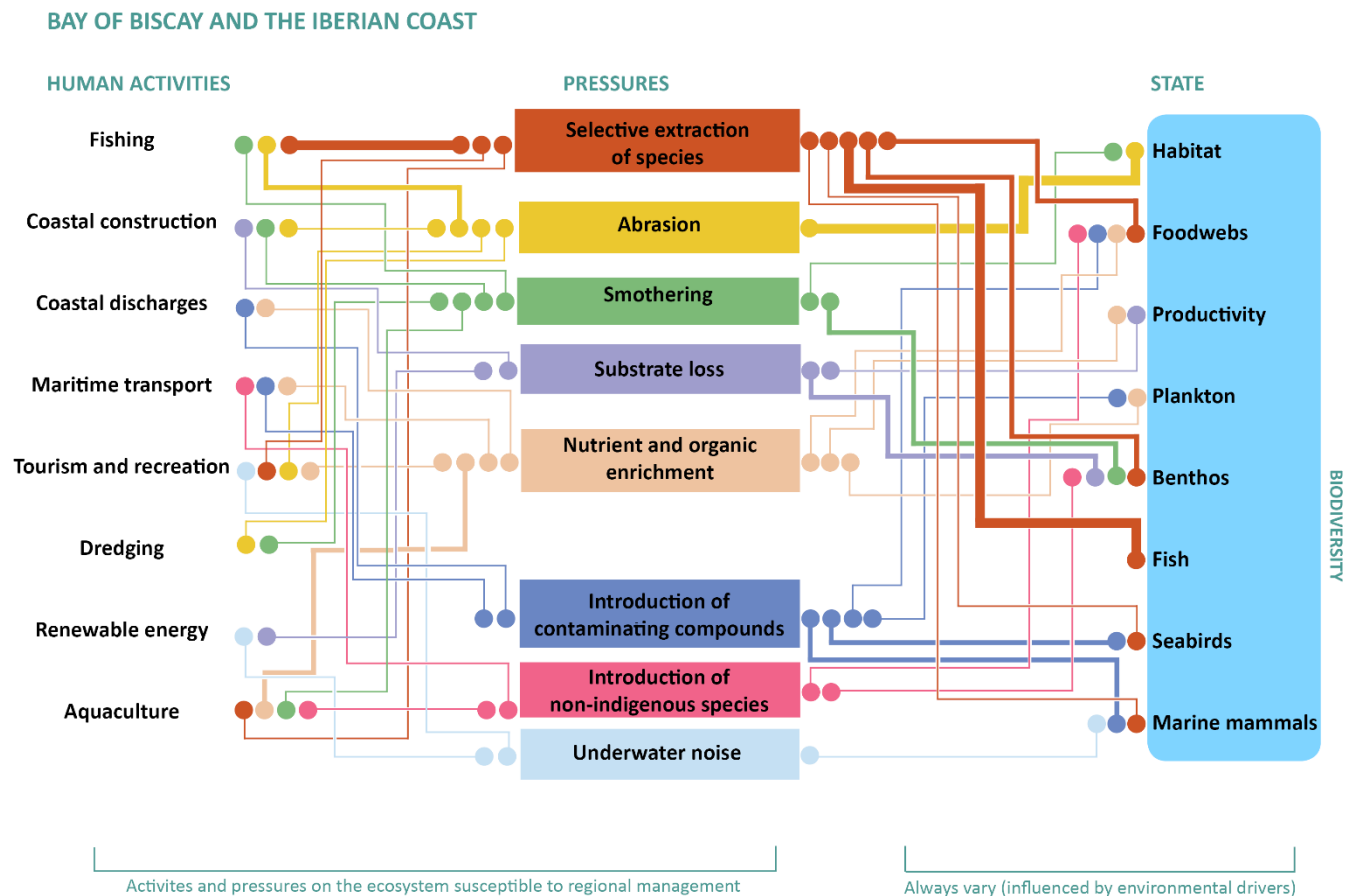 BAY OF BISCAY AND THE IBERIAN COAST
HUMAN ACTIVITIES
PRESSURES
STATE
Fishing
Coastal construction
Coastal discharges
Maritime transport
Tourism and recreation
Dredging
Renewable energy
Aquaculture
Selective extraction
of species
Abrasion
Smothering
Substrate loss
Nutrient and organic
enrichment
Introduction of
contaminating compounds
Introduction of
non-indigenous species
Underwater noise
Habitat
Foodwebs
Productivity
Plankton
Benthos
Fish
Seabirds
Marine mammals
BIODIVERSITY
Activites and pressures on the ecosystem susceptible to regional management
Always vary (influenced by environmental drivers)